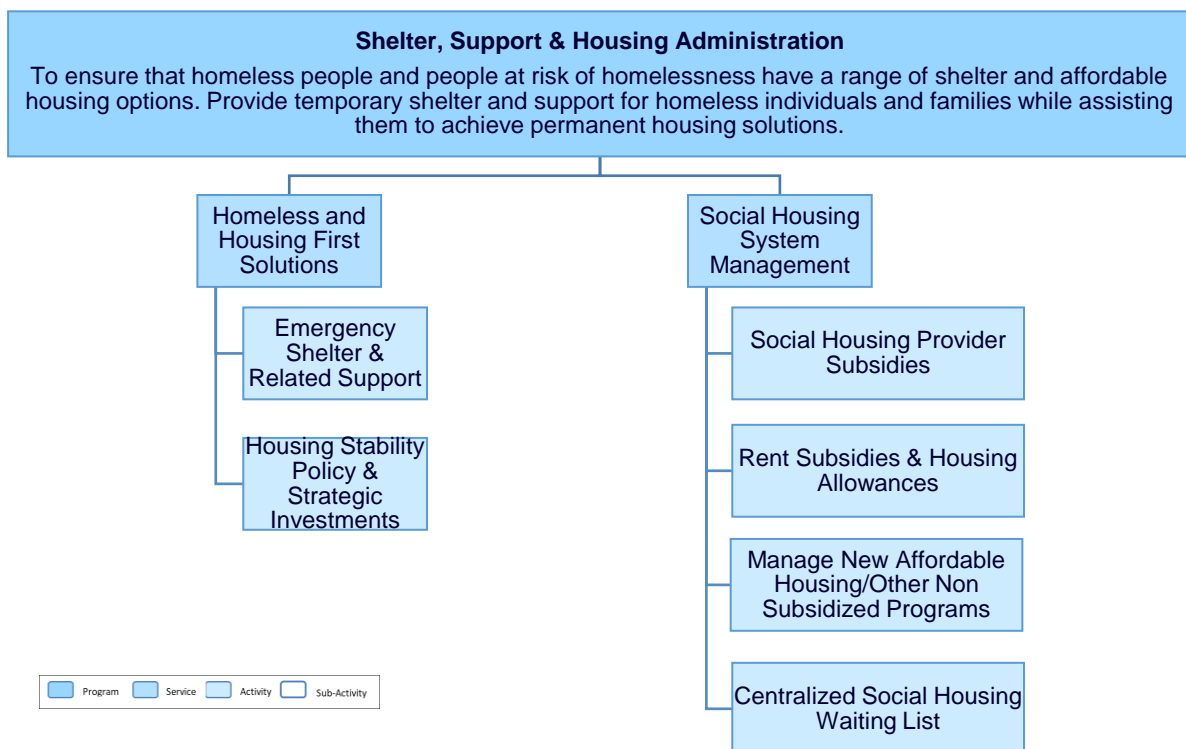 Shelter, Support & Housing Administration
To ensure that homeless people and people at risk of homelessness have a range of shelter and affordable
housing options. Provide temporary shelter and support for homeless individuals and families while assisting
them to achieve permanent housing solutions.
Homeless and
Housing First
Solutions
Emergency
Shelter &
Related Support
Housing Stability
Policy &
Strategic
Investments
Social Housing
System
Management
Social Housing Provider
Subsidies
Rent Subsidies & Housing
Allowances
Manage New Affordable
Housing/Other Non
Subsidized Programs
Centralized Social Housing
Waiting List
Program Service Activity Sub-Activity